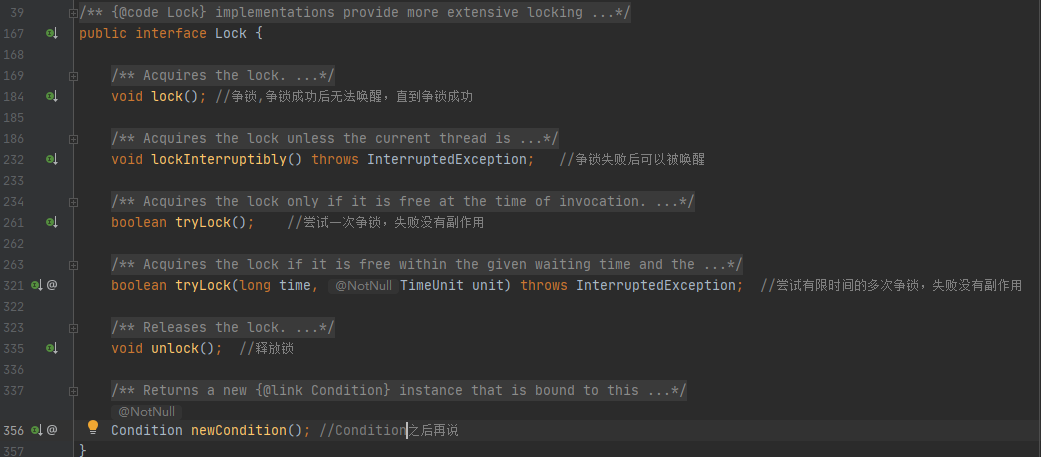 39 /** {@code Lock} implementations provide more extensive locking ...*/
167 public interface Lock {
168
169 /** Acquires the lock. ...*/
184 void lock(); //争锁,争锁成功后无法唤醒，直到争锁成功
185
186 /** Acquires the lock unless the current thread is ...*/
232 void lockInterruptibly() throws InterruptedException; //争锁失败后可以被唤醒
233
234 /** Acquires the lock only if it is free at the time of invocation. ...*/
261 boolean tryLock(); //尝试一次争锁，失败没有副作用
262
263 /** Acquires the lock if it is free within the given waiting time and the ...*/
321 @ boolean tryLock(long time, @NotNull TimeUnit unit) throws InterruptedException; //尝试有限时间的多次争锁，失败没有副作用
322
323 /** Releases the lock. ...*/
335 void unlock(); //释放锁
336
337 /** Returns a new {@link Condition} instance that is bound to this ...*/
@NotNull
356 @ Condition newCondition(); //Condition之后再说
357 }